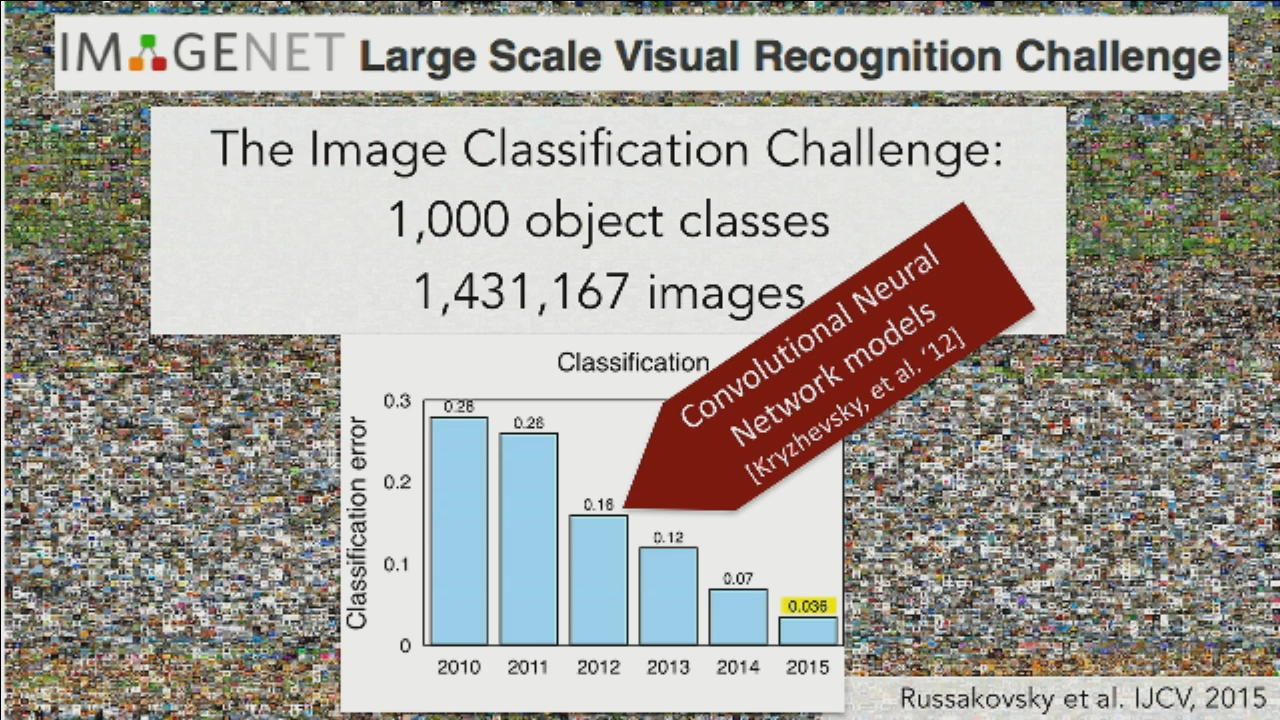 IMAGENET Large Scale Visual Recognition Challenge
The Image Classification Challenge:
1,000 object classes
1,431,167 images
Convolutional Neural
Network models
[Kryzhevsky, et al. ‘12]
Classification
Classification error
0.3
0.2
0.1
0
0.28
0.26
0.16
0.12
0.07
0.036
2010 2011 2012 2013 2014 2015
Russakovsky et al. IJCV, 2015